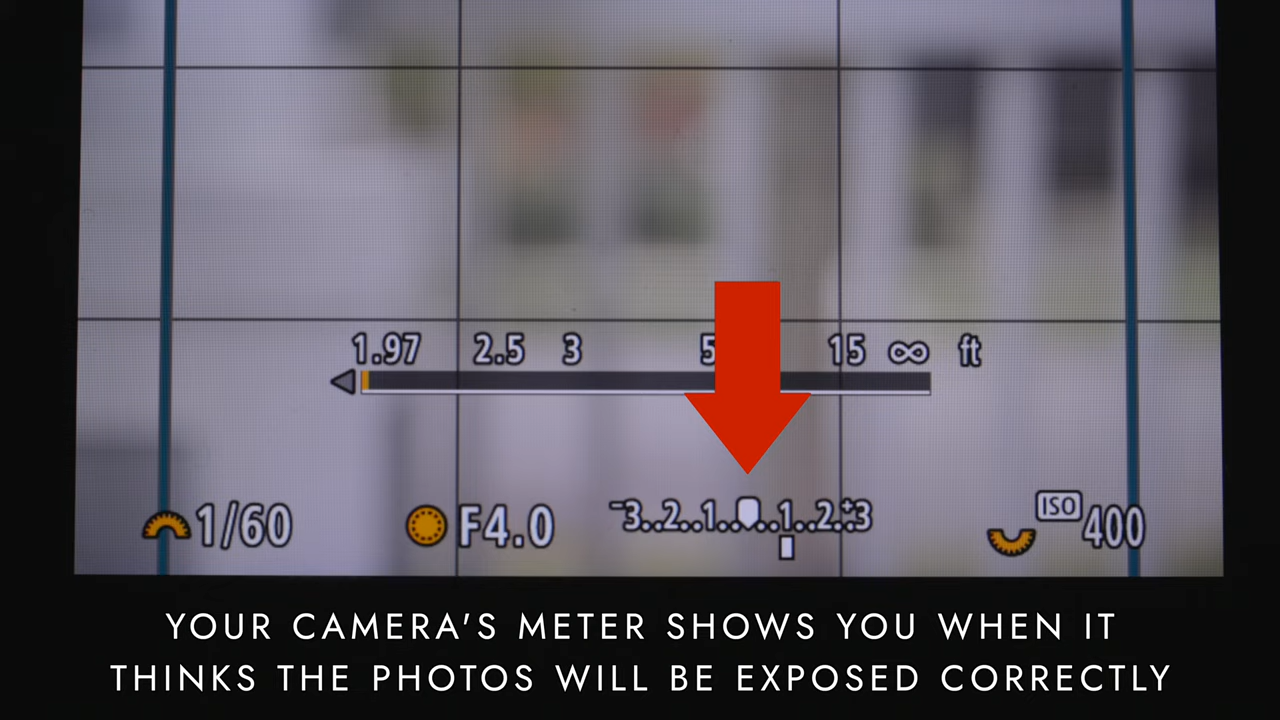 1.97 2.5 3 5 15 ∞ ft
1/60 F4.0 -3..2..1..0..1..2..+3 ISO 400
YOUR CAMERA'S METER SHOWS YOU WHEN IT
THINKS THE PHOTOS WILL BE EXPOSED CORRECTLY